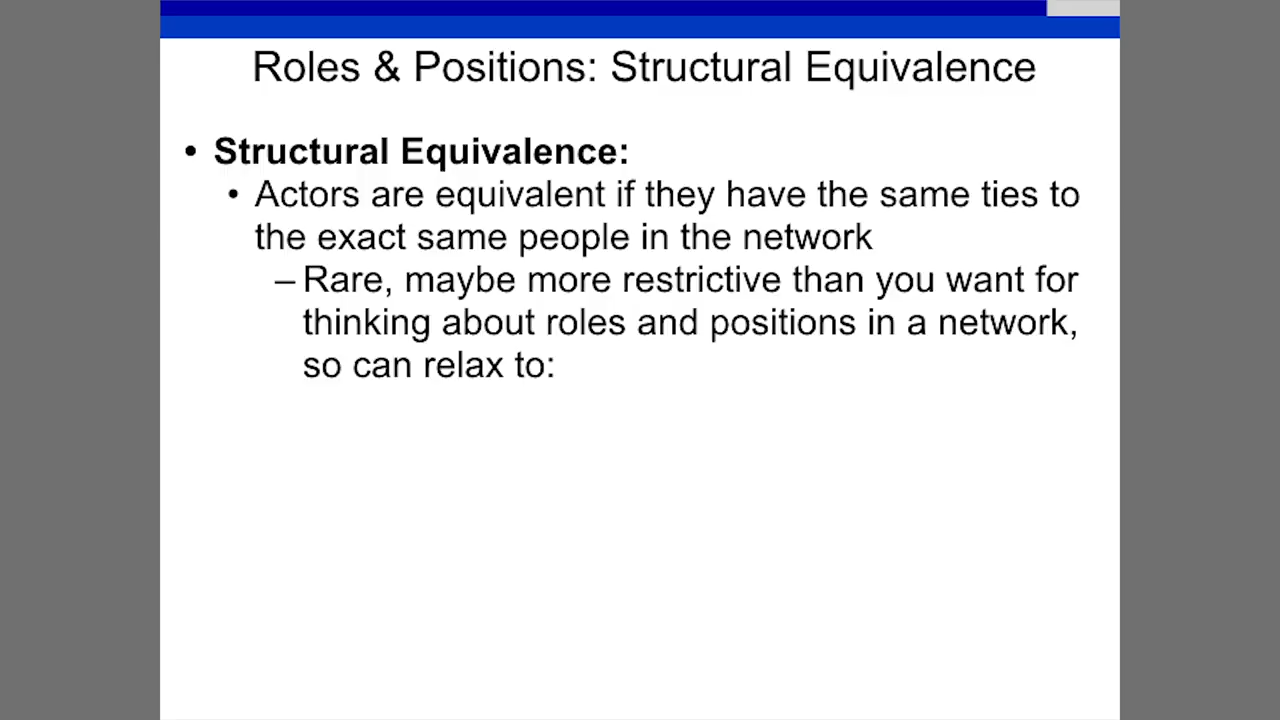 Roles & Positions: Structural Equivalence
• Structural Equivalence:
• Actors are equivalent if they have the same ties to
the exact same people in the network
– Rare, maybe more restrictive than you want for
thinking about roles and positions in a network,
so can relax to: